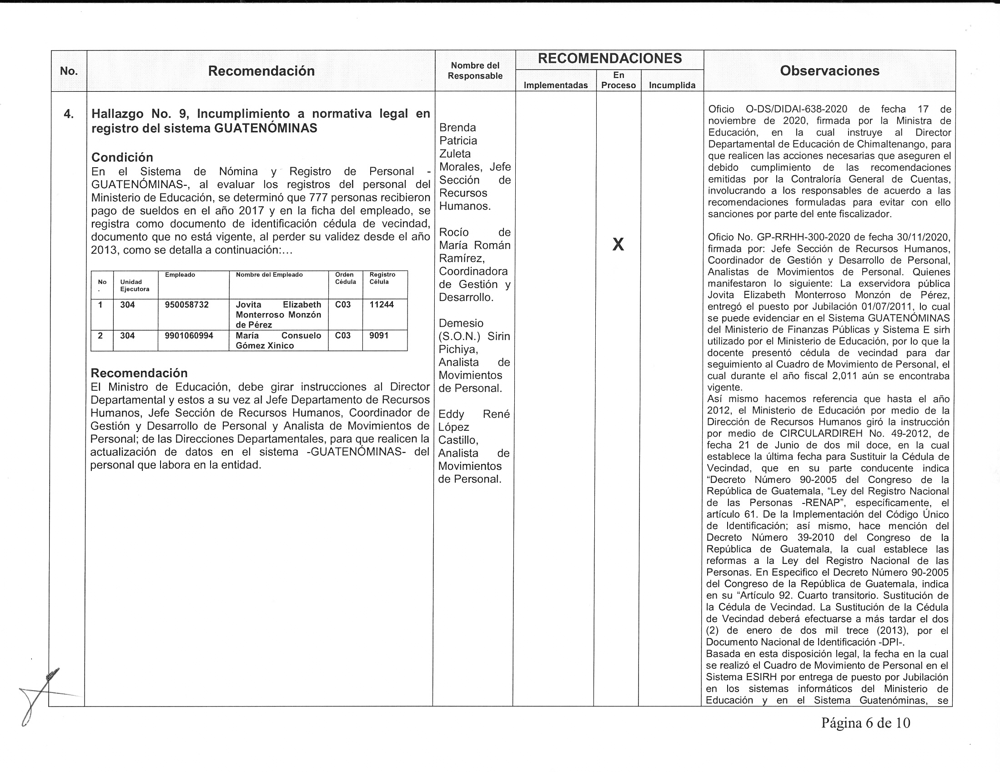 No.
Recomendación
Nombre del
Responsable
RECOMENDACIONES
Implementadas
En
Proceso
Incumplida
Observaciones
4.
Hallazgo No. 9, Incumplimiento a normativa legal en
registro del sistema GUATENÓMINAS
Condición
En el Sistema de Nómina y Registro de Personal -
GUATENÓMINAS-, al evaluar los registros del personal del
Ministerio de Educación, se determinó que 777 personas recibieron
pago de sueldos en el año 2017 y en la ficha del empleado, se
registra como documento de identificación cédula de vecindad,
documento que no está vigente, al perder su validez desde el año
2013, como se detalla a continuación:...
No
.
Unidad
Ejecutora
Empleado
Nombre del Empleado
Orden
Cédula
Registro
Célula
1
304
950058732
Jovita Elizabeth
Monterroso Monzón
de Pérez
C03
11244
2
304
9901060994
María Consuelo
Gómez Xinico
C03
9091
Recomendación
El Ministro de Educación, debe girar instrucciones al Director
Departamental y estos a su vez al Jefe Departamento de Recursos
Humanos, Jefe Sección de Recursos Humanos, Coordinador de
Gestión y Desarrollo de Personal y Analista de Movimientos de
Personal; de las Direcciones Departamentales, para que realicen la
actualización de datos en el sistema -GUATENÓMINAS- del
personal que labora en la entidad.
Brenda
Patricia
Zuleta
Morales, Jefe
Sección de
Recursos
Humanos.
Rocío de
María Román
Ramírez,
Coordinadora
de Gestión y
Desarrollo.
Demesio
(S.O.N.) Sirin
Pichiya,
Analista de
Movimientos
de Personal.
Eddy René
López
Castillo,
Analista de
Movimientos
de Personal.
X
Oficio O-DS/DIDAI-638-2020 de fecha 17 de
noviembre de 2020, firmada por la Ministra de
Educación, en la cual instruye al Director
Departamental de Educación de Chimaltenango, para
que realicen las acciones necesarias que aseguren el
debido cumplimiento de las recomendaciones
emitidas por la Contraloría General de Cuentas,
involucrando a los responsables de acuerdo a las
recomendaciones formuladas para evitar con ello
sanciones por parte del ente fiscalizador.
Oficio No. GP-RRHH-300-2020 de fecha 30/11/2020,
firmada por: Jefe Sección de Recursos Humanos,
Coordinador de Gestión y Desarrollo de Personal,
Analistas de Movimientos de Personal. Quienes
manifestaron lo siguiente: La exservidora pública
Jovita Elizabeth Monterroso Monzón de Pérez,
entregó el puesto por Jubilación 01/07/2011, lo cual
se puede evidenciar en el Sistema GUATENÓMINAS
del Ministerio de Finanzas Públicas y Sistema E sirh
utilizado por el Ministerio de Educación, por lo que la
docente presentó cédula de vecindad para dar
seguimiento al Cuadro de Movimiento de Personal, el
cual durante el año fiscal 2,011 aún se encontraba
vigente.
Así mismo hacemos referencia que hasta el año
2012, el Ministerio de Educación por medio de la
Dirección de Recursos Humanos giró la instrucción
por medio de CIRCULARDIREH No. 49-2012, de
fecha 21 de Junio de dos mil doce, en la cual
establece la última fecha para Sustituir la Cédula de
Vecindad, que en su parte conducente indica
“Decreto Número 90-2005 del Congreso de la
República de Guatemala, “Ley del Registro Nacional
de las Personas -RENAP”, específicamente, el
artículo 61. De la Implementación del Código Único
de Identificación; así mismo, hace mención del
Decreto Número 39-2010 del Congreso de la
República de Guatemala, la cual establece las
reformas a la Ley del Registro Nacional de las
Personas. En Especifico el Decreto Número 90-2005
del Congreso de la República de Guatemala, indica
en su “Artículo 92. Cuarto transitorio. Sustitución de
la Cédula de Vecindad. La Sustitución de la Cédula
de Vecindad deberá efectuarse a más tardar el dos
(2) de enero de dos mil trece (2013), por el
Documento Nacional de Identificación -DPI-.
Basada en esta disposición legal, la fecha en la cual
se realizó el Cuadro de Movimiento de Personal en el
Sistema ESIRH por entrega de puesto por Jubilación
en los sistemas informáticos del Ministerio de
Educación y en el Sistema Guatenóminas, se
Página 6 de 10